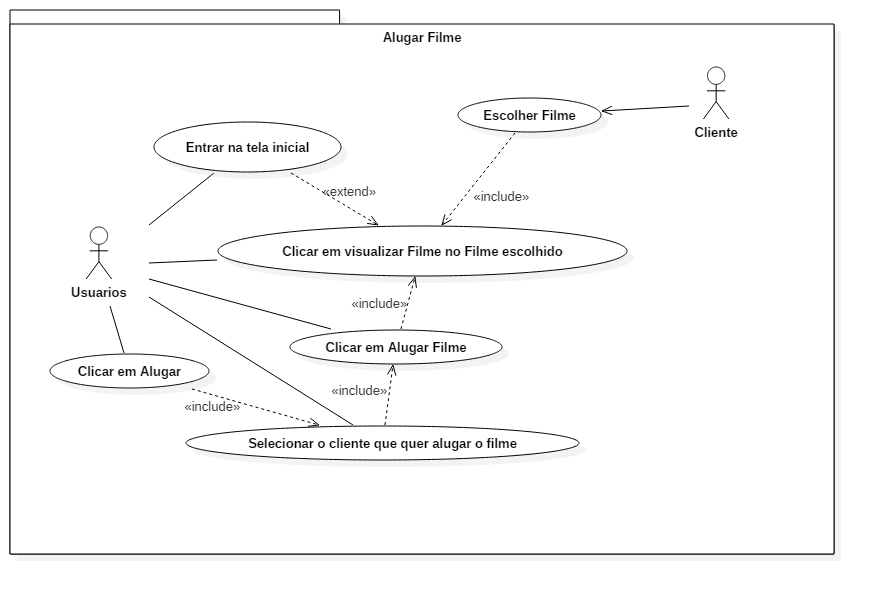 Alugar Filme
Escolher Filme
Cliente
Entrar na tela inicial
«extend»
«include»
Clicar em visualizar Filme no Filme escolhido
Usuarios
«include»
Clicar em Alugar Filme
Clicar em Alugar
«include»
«include»
Selecionar o cliente que quer alugar o filme